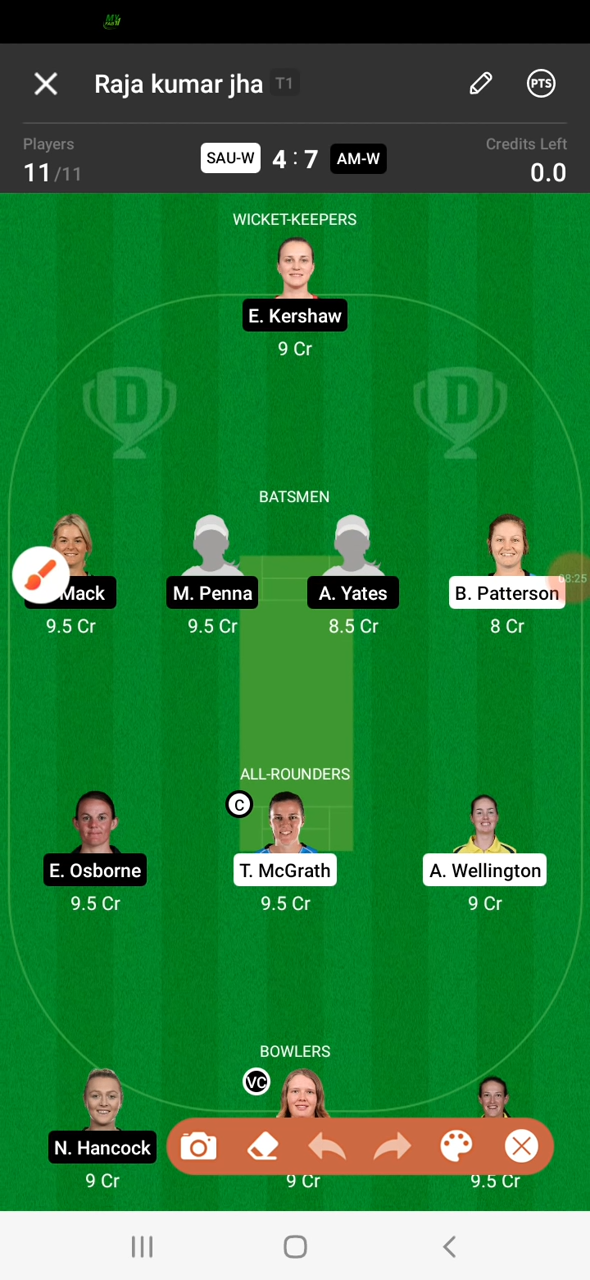 Raja kumar jha T1
PTS
Players
11/11
SAU-W 4 : 7 AM-W
Credits Left
0.0
WICKET-KEEPERS
E. Kershaw
9 Cr
BATSMEN
Mack
M. Penna
A. Yates
B. Patterson
9.5 Cr
9.5 Cr
8.5 Cr
8 Cr
08:25
ALL-ROUNDERS
C
E. Osborne
T. McGrath
A. Wellington
9.5 Cr
9.5 Cr
9 Cr
BOWLERS
VC
N. Hancock
9 Cr
9 Cr
9.5 Cr